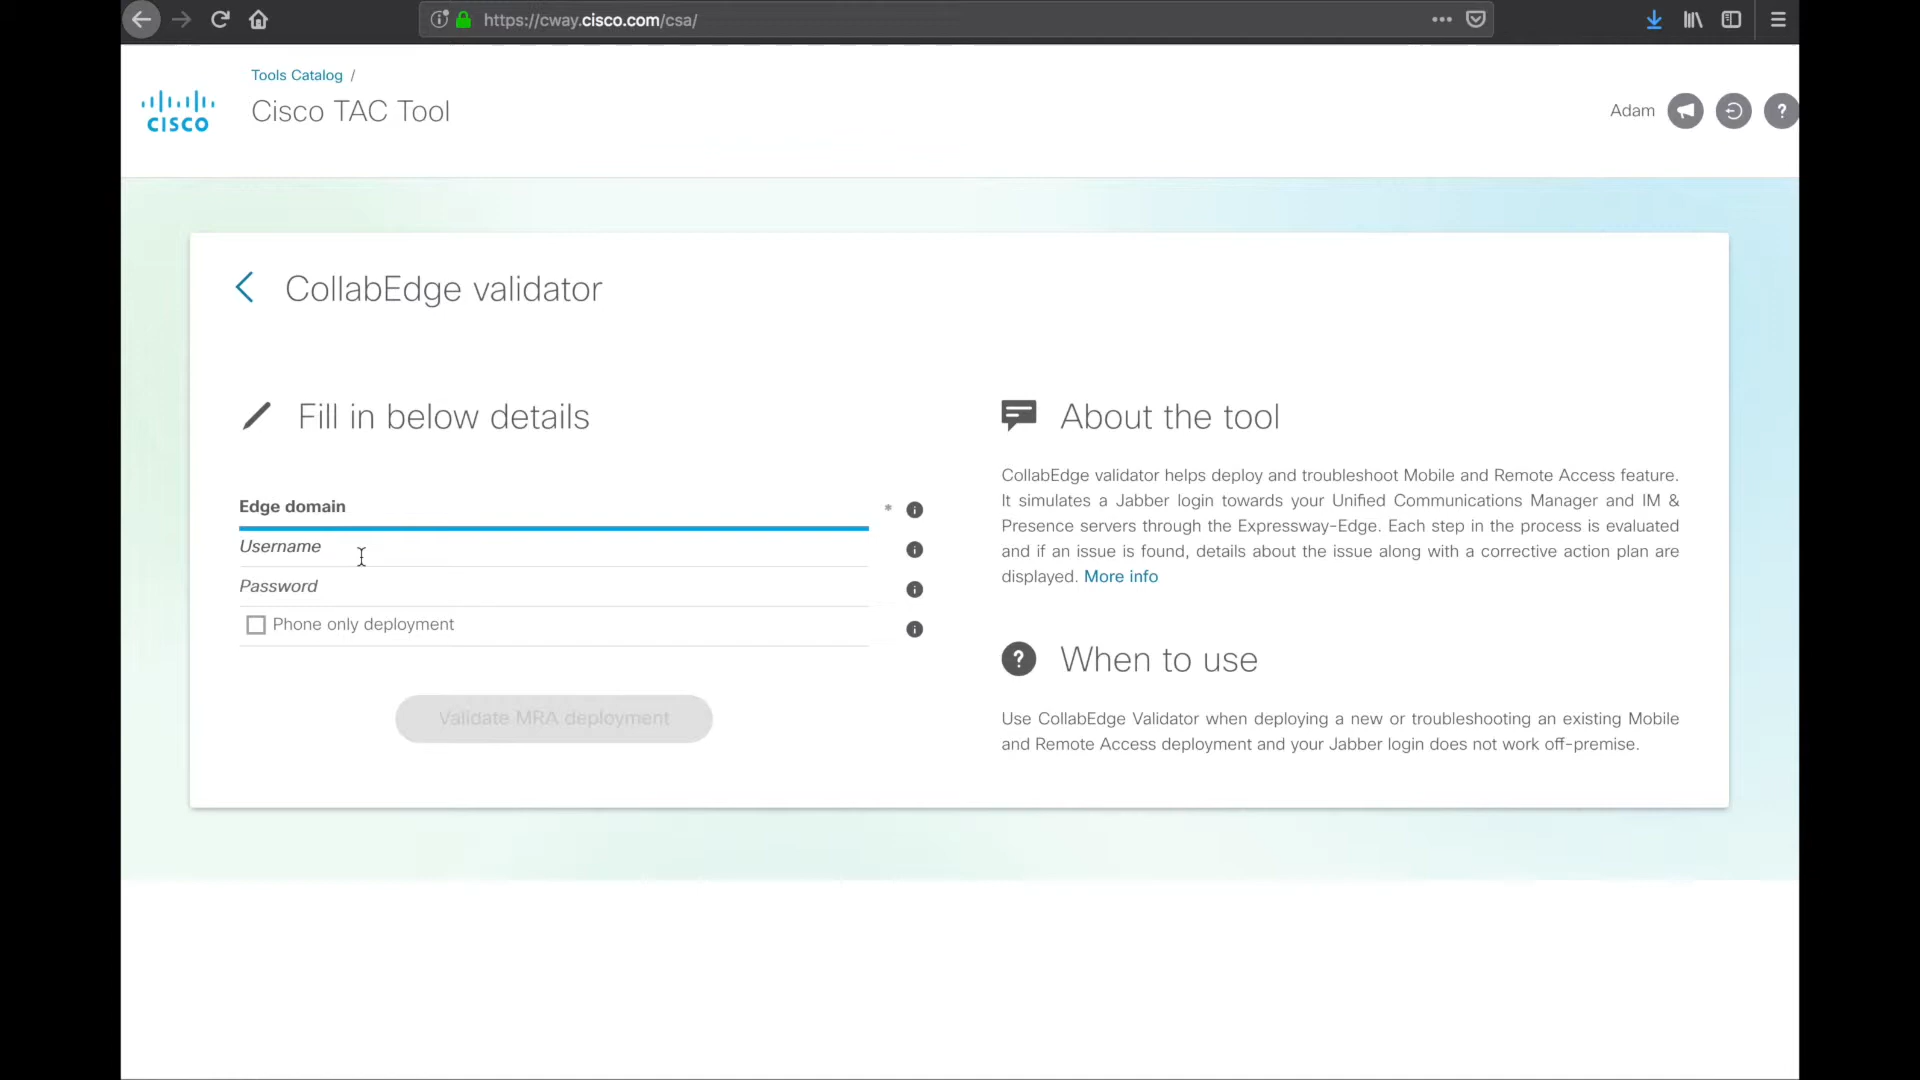 https://cway.cisco.com/csa/
Tools Catalog /
CISCO
Cisco TAC Tool
Adam
?
CollabEdge validator
Fill in below details
Edge domain
*
i
Username
i
Password
i
Phone only deployment
i
Validate MRA deployment
About the tool
CollabEdge validator helps deploy and troubleshoot Mobile and Remote Access feature.
It simulates a Jabber login towards your Unified Communications Manager and IM &
Presence servers through the Expressway-Edge. Each step in the process is evaluated
and if an issue is found, details about the issue along with a corrective action plan are
displayed. More info
? When to use
Use CollabEdge Validator when deploying a new or troubleshooting an existing Mobile
and Remote Access deployment and your Jabber login does not work off-premise.